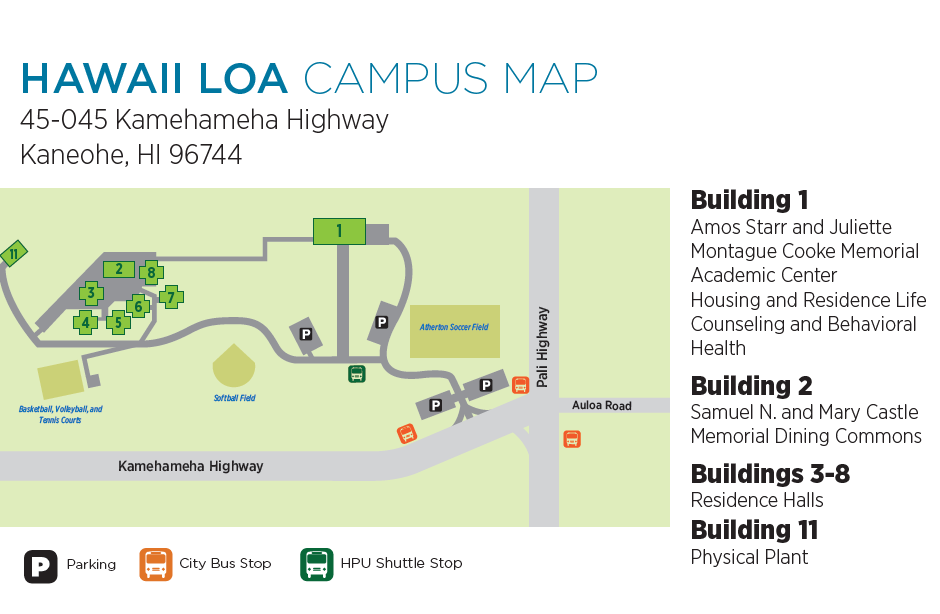 HAWAII LOA CAMPUS MAP
45-045 Kamehameha Highway
Kaneohe, HI 96744
1
11
2
8
3
7
6
4
5
P
P
P
P
Atherton Soccer Field
Pali Highway
Auloa Road
Basketball, Volleyball, and
Tennis Courts
Softball Field
Kamehameha Highway
Building 1
Amos Starr and Juliette
Montague Cooke Memorial
Academic Center
Housing and Residence Life
Counseling and Behavioral
Health
Building 2
Samuel N. and Mary Castle
Memorial Dining Commons
Buildings 3-8
Residence Halls
Building 11
Physical Plant
P Parking
City Bus Stop
HPU Shuttle Stop